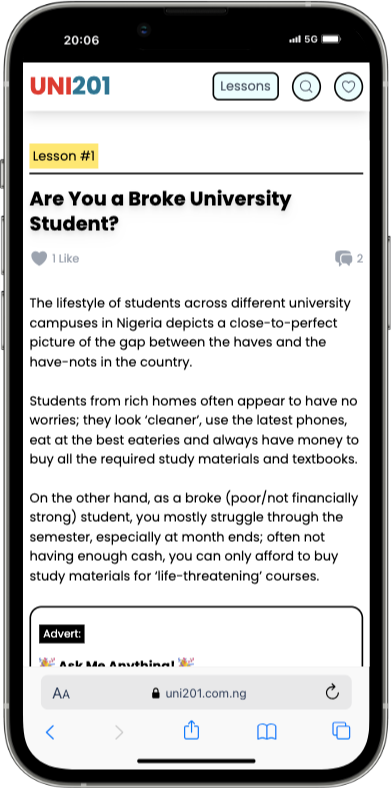 20:06
5G
UNI201
Lessons
Lesson #1
Are You a Broke University
Student?
1 Like
2
The lifestyle of students across different university
campuses in Nigeria depicts a close-to-perfect
picture of the gap between the haves and the
have-nots in the country.
Students from rich homes often appear to have no
worries; they look ‘cleaner’, use the latest phones,
eat at the best eateries and always have money to
buy all the required study materials and textbooks.
On the other hand, as a broke (poor/not financially
strong) student, you mostly struggle through the
semester, especially at month ends; often not
having enough cash, you can only afford to buy
study materials for ‘life-threatening’ courses.
Advert:
🎉 Ask Me Anything! 🎉
AA
uni201.com.ng